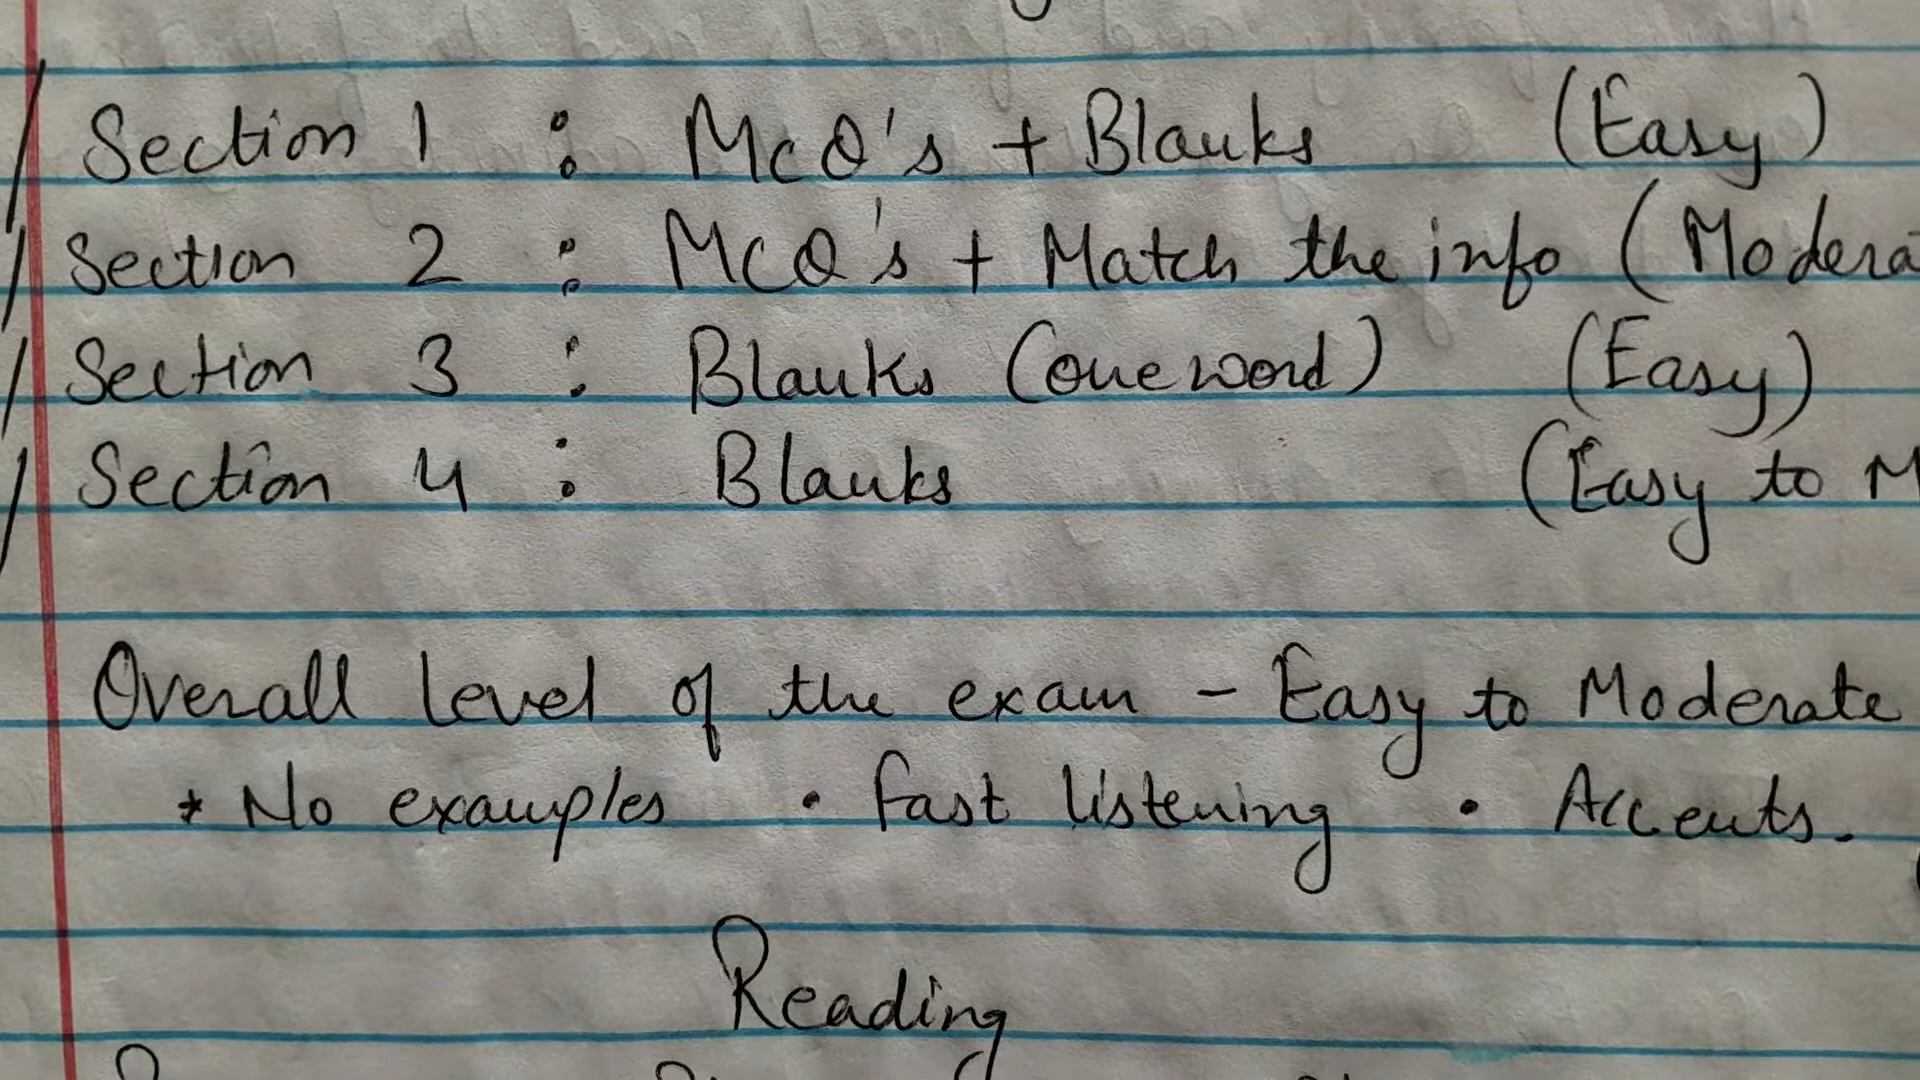 Section 1 : McQ's + Blanks (Easy)
Section 2 : MCQ's + Match the info (Modera
Section 3 : Blanks (one word) (Easy)
Section 4 : Blanks (Easy to M
Overall level of the exam - Easy to Moderate
* No examples • fast listening • Accents.
Reading